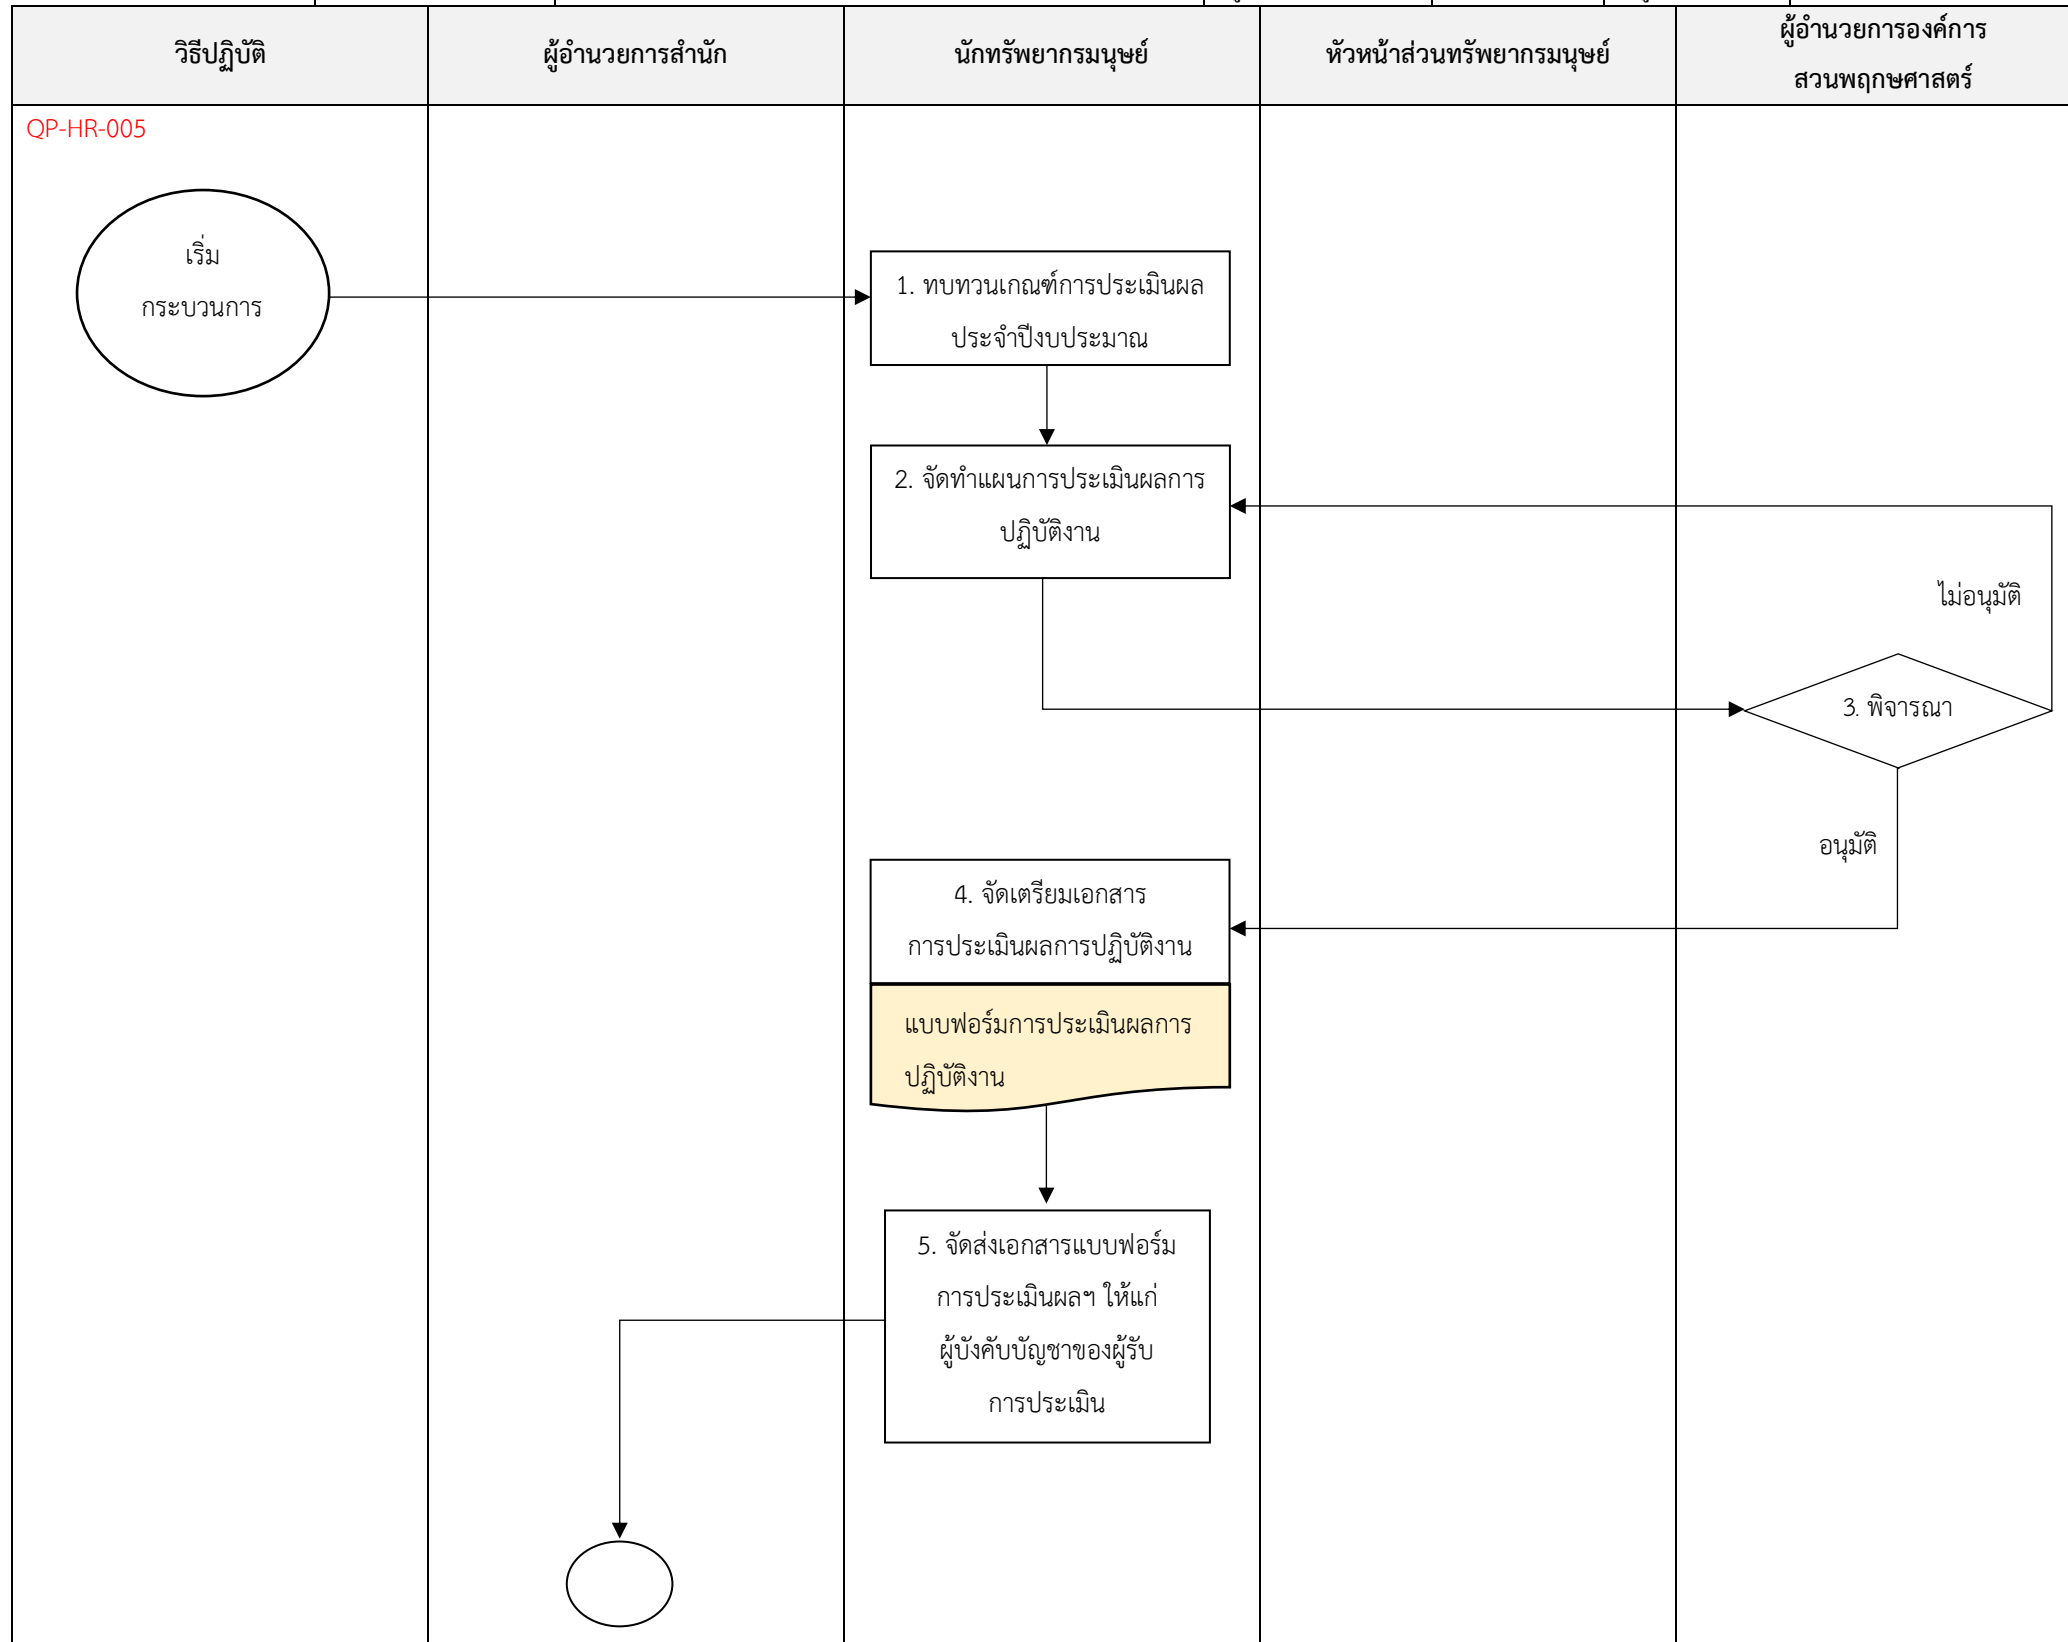 วิธีปฏิบัติ
ผู้อำนวยการสำนัก
นักทรัพยากรมนุษย์
หัวหน้าส่วนทรัพยากรมนุษย์
ผู้อำนวยการองค์การ
สวนพฤกษศาสตร์
QP-HR-005
เริ่ม
กระบวนการ
1. ทบทวนเกณฑ์การประเมินผล
ประจำปีงบประมาณ
2. จัดทำแผนการประเมินผลการ
ปฏิบัติงาน
ไม่อนุมัติ
3. พิจารณา
อนุมัติ
4. จัดเตรียมเอกสาร
การประเมินผลการปฏิบัติงาน
แบบฟอร์มการประเมินผลการ
ปฏิบัติงาน
5. จัดส่งเอกสารแบบฟอร์ม
การประเมินผลฯ ให้แก่
ผู้บังคับบัญชาของผู้รับ
การประเมิน